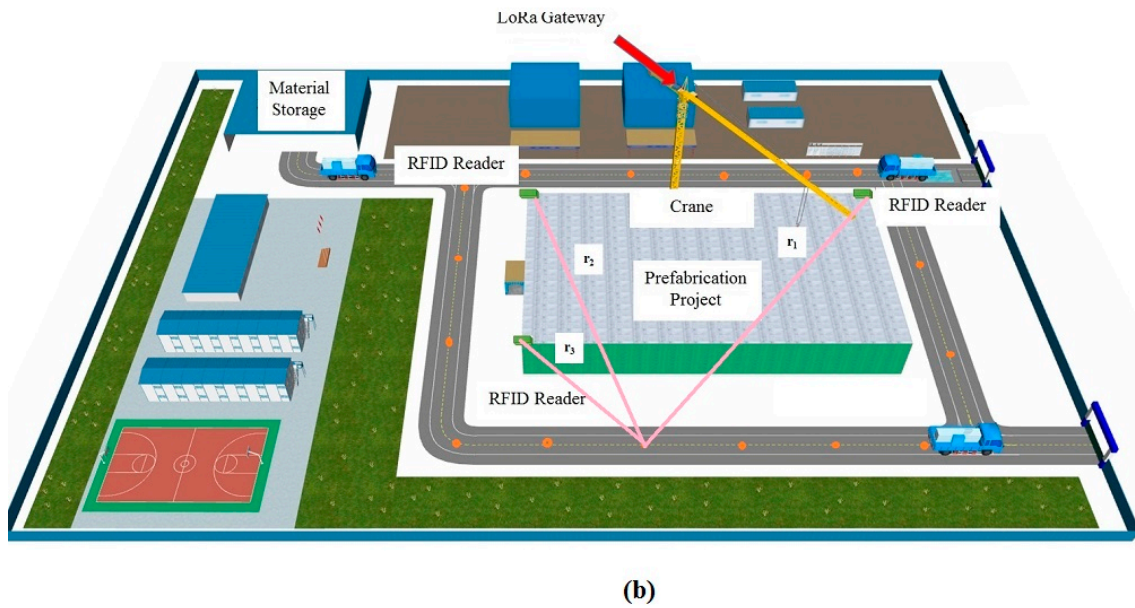 LoRa Gateway
Material
Storage
RFID Reader
Crane
RFID Reader
r1
r2
Prefabrication
Project
r3
RFID Reader
(b)